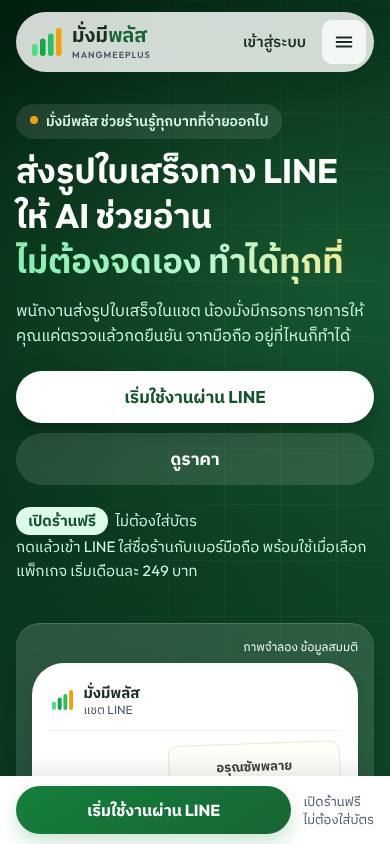 มั่งมีพลัส
MANGMEEPLUS
เข้าสู่ระบบ
มั่งมีพลัส ช่วยร้านรู้ทุกบาทที่จ่ายออกไป
ส่งรูปใบเสร็จทาง LINE
ให้ AI ช่วยอ่าน
ไม่ต้องจดเอง ทำได้ทุกที่
พนักงานส่งรูปใบเสร็จในแชต น้องมั่งมีกรอกรายการให้
คุณแค่ตรวจแล้วกดยืนยัน จากมือถือ อยู่ที่ไหนก็ทำได้
เริ่มใช้งานผ่าน LINE
ดูราคา
เปิดร้านฟรี ไม่ต้องใส่บัตร
กดแล้วเข้า LINE ใส่ชื่อร้านกับเบอร์มือถือ พร้อมใช้เมื่อเลือก
แพ็กเกจ เริ่มเดือนละ 249 บาท
ภาพจำลอง ข้อมูลสมมติ
มั่งมีพลัส
แชต LINE
อรุณซัพพลาย
เริ่มใช้งานผ่าน LINE
เปิดร้านฟรี
ไม่ต้องใส่บัตร